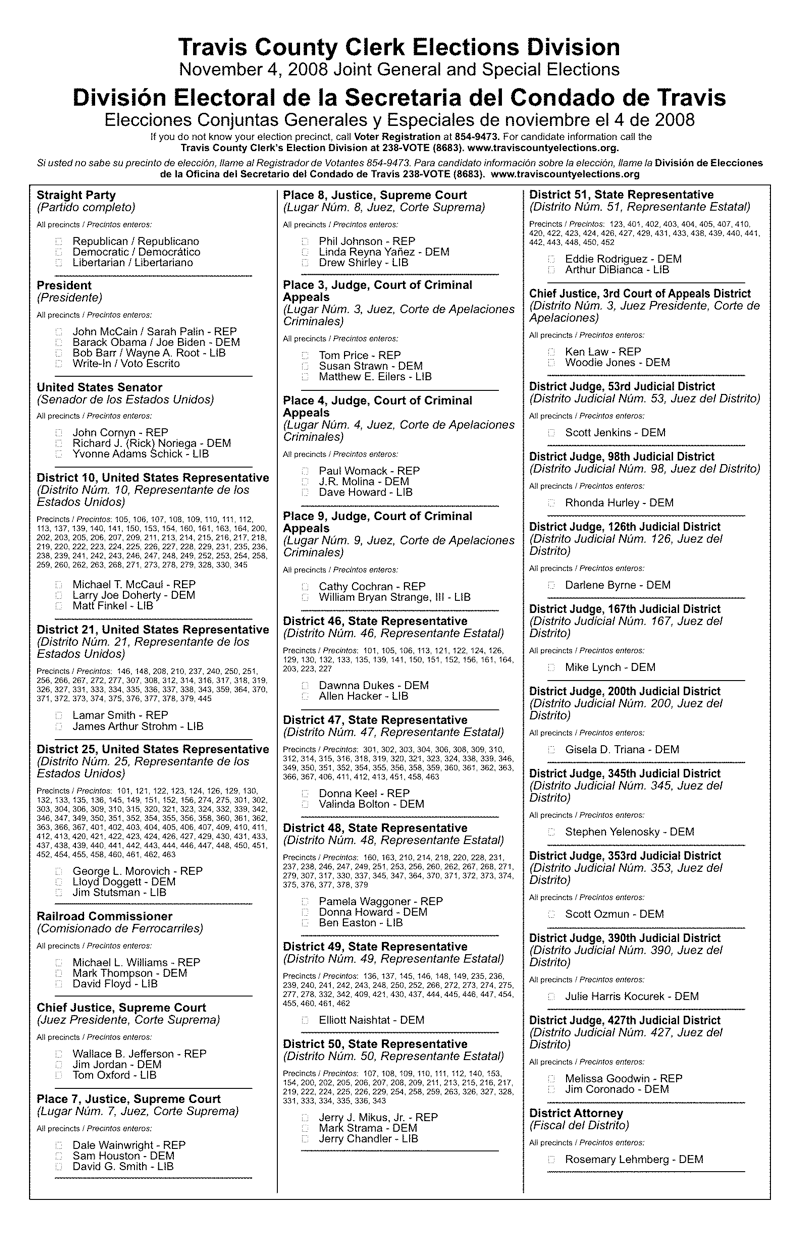 Travis County Clerk Elections Division
November 4, 2008 Joint General and Special Elections
División Electoral de la Secretaria del Condado de Travis
Elecciones Conjuntas Generales y Especiales de noviembre el 4 de 2008
If you do not know your election precinct, call Voter Registration at 854-9473. For candidate information call the
Travis County Clerk's Election Division at 238-VOTE (8683). www.traviscountyelections.org.
Si usted no sabe su precinto de elección, llame al Registrador de Votantes 854-9473. Para candidato información sobre la elección, llame la División de Elecciones
de la Oficina del Secretario del Condado de Travis 238-VOTE (8683). www.traviscountyelections.org
Straight Party
(Partido completo)
All precincts / Precintos enteros:
Republican / Republicano
Democratic / Democrático
Libertarian / Libertariano
President
(Presidente)
All precincts / Precintos enteros:
John McCain / Sarah Palin - REP
Barack Obama / Joe Biden - DEM
Bob Barr / Wayne A. Root - LIB
Write-In / Voto Escrito
United States Senator
(Senador de los Estados Unidos)
All precincts / Precintos enteros:
John Cornyn - REP
Richard J. (Rick) Noriega - DEM
Yvonne Adams Schick - LIB
District 10, United States Representative
(Distrito Núm. 10, Representante de los
Estados Unidos)
Precincts / Precintos: 105, 106, 107, 108, 109, 110, 111, 112,
113, 137, 139, 140, 141, 150, 153, 154, 160, 161, 163, 164, 200,
202, 203, 205, 206, 207, 209, 211, 213, 214, 215, 216, 217, 218,
219, 220, 222, 223, 224, 225, 226, 227, 228, 229, 231, 235, 236,
238, 239, 241, 242, 243, 246, 247, 248, 249, 252, 253, 254, 258,
259, 260, 262, 263, 268, 271, 273, 278, 279, 328, 330, 345
Michael T. McCaul - REP
Larry Joe Doherty - DEM
Matt Finkel - LIB
District 21, United States Representative
(Distrito Núm. 21, Representante de los
Estados Unidos)
Precincts / Precintos: 146, 148, 208, 210, 237, 240, 250, 251,
256, 266, 267, 272, 277, 307, 308, 312, 314, 316, 317, 318, 319,
326, 327, 331, 333, 334, 335, 336, 337, 338, 343, 359, 364, 370,
371, 372, 373, 374, 375, 376, 377, 378, 379, 445
Lamar Smith - REP
James Arthur Strohm - LIB
District 25, United States Representative
(Distrito Núm. 25, Representante de los
Estados Unidos)
Precincts / Precintos: 101, 121, 122, 123, 124, 126, 129, 130,
132, 133, 135, 136, 145, 149, 151, 152, 156, 274, 275, 301, 302,
303, 304, 306, 309, 310, 315, 320, 321, 323, 324, 332, 339, 342,
346, 347, 349, 350, 351, 352, 354, 355, 356, 358, 360, 361, 362,
363, 366, 367, 401, 402, 403, 404, 405, 406, 407, 409, 410, 411,
412, 413, 420, 421, 422, 423, 424, 426, 427, 429, 430, 431, 433,
437, 438, 439, 440, 441, 442, 443, 444, 446, 447, 448, 450, 451,
452, 454, 455, 458, 460, 461, 462, 463
George L. Morovich - REP
Lloyd Doggett - DEM
Jim Stutsman - LIB
Railroad Commissioner
(Comisionado de Ferrocarriles)
All precincts / Precintos enteros:
Michael L. Williams - REP
Mark Thompson - DEM
David Floyd - LIB
Chief Justice, Supreme Court
(Juez Presidente, Corte Suprema)
All precincts / Precintos enteros:
Wallace B. Jefferson - REP
Jim Jordan - DEM
Tom Oxford - LIB
Place 7, Justice, Supreme Court
(Lugar Núm. 7, Juez, Corte Suprema)
All precincts / Precintos enteros:
Dale Wainwright - REP
Sam Houston - DEM
David G. Smith - LIB
Place 8, Justice, Supreme Court
(Lugar Núm. 8, Juez, Corte Suprema)
All precincts / Precintos enteros:
Phil Johnson - REP
Linda Reyna Yañez - DEM
Drew Shirley - LIB
Place 3, Judge, Court of Criminal
Appeals
(Lugar Núm. 3, Juez, Corte de Apelaciones
Criminales)
All precincts / Precintos enteros:
Tom Price - REP
Susan Strawn - DEM
Matthew E. Eilers - LIB
Place 4, Judge, Court of Criminal
Appeals
(Lugar Núm. 4, Juez, Corte de Apelaciones
Criminales)
All precincts / Precintos enteros:
Paul Womack - REP
J.R. Molina - DEM
Dave Howard - LIB
Place 9, Judge, Court of Criminal
Appeals
(Lugar Núm. 9, Juez, Corte de Apelaciones
Criminales)
All precincts / Precintos enteros:
Cathy Cochran - REP
William Bryan Strange, III - LIB
District 46, State Representative
(Distrito Núm. 46, Representante Estatal)
Precincts / Precintos: 101, 105, 106, 113, 121, 122, 124, 126,
129, 130, 132, 133, 135, 139, 141, 150, 151, 152, 156, 161, 164,
203, 223, 227
Dawnna Dukes - DEM
Allen Hacker - LIB
District 47, State Representative
(Distrito Núm. 47, Representante Estatal)
Precincts / Precintos: 301, 302, 303, 304, 306, 308, 309, 310,
312, 314, 315, 316, 318, 319, 320, 321, 323, 324, 338, 339, 346,
349, 350, 351, 352, 354, 355, 356, 358, 359, 360, 361, 362, 363,
366, 367, 406, 411, 412, 413, 451, 458, 463
Donna Keel - REP
Valinda Bolton - DEM
District 48, State Representative
(Distrito Núm. 48, Representante Estatal)
Precincts / Precintos: 160, 163, 210, 214, 218, 220, 228, 231,
237, 238, 246, 247, 249, 251, 253, 256, 260, 262, 267, 268, 271,
279, 307, 317, 330, 337, 345, 347, 364, 370, 371, 372, 373, 374,
375, 376, 377, 378, 379
Pamela Waggoner - REP
Donna Howard - DEM
Ben Easton - LIB
District 49, State Representative
(Distrito Núm. 49, Representante Estatal)
Precincts / Precintos: 136, 137, 145, 146, 148, 149, 235, 236,
239, 240, 241, 242, 243, 248, 250, 252, 266, 272, 273, 274, 275,
277, 278, 332, 342, 409, 421, 430, 437, 444, 445, 446, 447, 454,
455, 460, 461, 462
Elliott Naishtat - DEM
District 50, State Representative
(Distrito Núm. 50, Representante Estatal)
Precincts / Precintos: 107, 108, 109, 110, 111, 112, 140, 153,
154, 200, 202, 205, 206, 207, 208, 209, 211, 213, 215, 216, 217,
219, 222, 224, 225, 226, 229, 254, 258, 259, 263, 326, 327, 328,
331, 333, 334, 335, 336, 343
Jerry J. Mikus, Jr. - REP
Mark Strama - DEM
Jerry Chandler - LIB
District 51, State Representative
(Distrito Núm. 51, Representante Estatal)
Precincts / Precintos: 123, 401, 402, 403, 404, 405, 407, 410,
420, 422, 423, 424, 426, 427, 429, 431, 433, 438, 439, 440, 441,
442, 443, 448, 450, 452
Eddie Rodriguez - DEM
Arthur DiBianca - LIB
Chief Justice, 3rd Court of Appeals District
(Distrito Núm. 3, Juez Presidente, Corte de
Apelaciones)
All precincts / Precintos enteros:
Ken Law - REP
Woodie Jones - DEM
District Judge, 53rd Judicial District
(Distrito Judicial Núm. 53, Juez del Distrito)
All precincts / Precintos enteros:
Scott Jenkins - DEM
District Judge, 98th Judicial District
(Distrito Judicial Núm. 98, Juez del Distrito)
All precincts / Precintos enteros:
Rhonda Hurley - DEM
District Judge, 126th Judicial District
(Distrito Judicial Núm. 126, Juez del
Distrito)
All precincts / Precintos enteros:
Darlene Byrne - DEM
District Judge, 167th Judicial District
(Distrito Judicial Núm. 167, Juez del
Distrito)
All precincts / Precintos enteros:
Mike Lynch - DEM
District Judge, 200th Judicial District
(Distrito Judicial Núm. 200, Juez del
Distrito)
All precincts / Precintos enteros:
Gisela D. Triana - DEM
District Judge, 345th Judicial District
(Distrito Judicial Núm. 345, Juez del
Distrito)
All precincts / Precintos enteros:
Stephen Yelenosky - DEM
District Judge, 353rd Judicial District
(Distrito Judicial Núm. 353, Juez del
Distrito)
All precincts / Precintos enteros:
Scott Ozmun - DEM
District Judge, 390th Judicial District
(Distrito Judicial Núm. 390, Juez del
Distrito)
All precincts / Precintos enteros:
Julie Harris Kocurek - DEM
District Judge, 427th Judicial District
(Distrito Judicial Núm. 427, Juez del
Distrito)
All precincts / Precintos enteros:
Melissa Goodwin - REP
Jim Coronado - DEM
District Attorney
(Fiscal del Distrito)
All precincts / Precintos enteros:
Rosemary Lehmberg - DEM